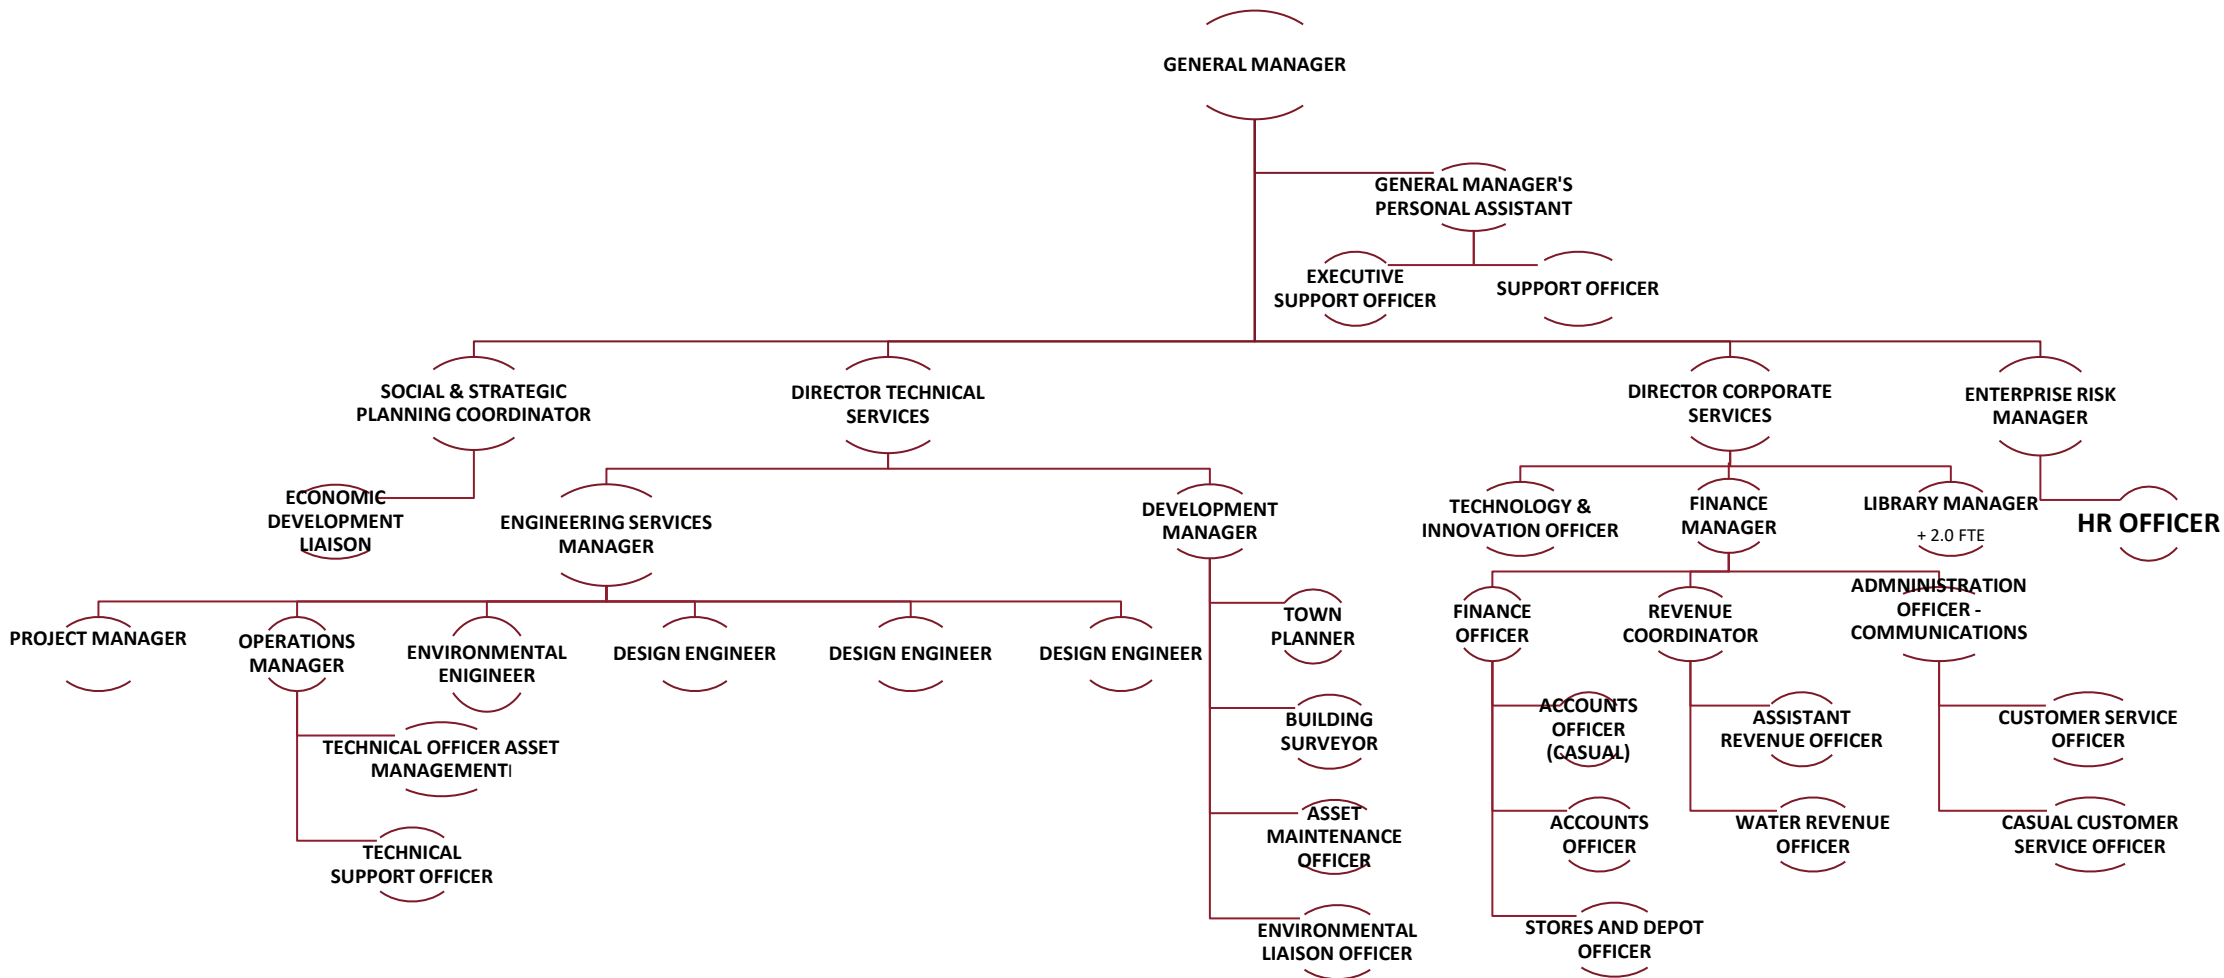 GENERAL MANAGER
GENERAL MANAGER'S
PERSONAL ASSISTANT
EXECUTIVE
SUPPORT OFFICER
SUPPORT OFFICER
SOCIAL & STRATEGIC
PLANNING COORDINATOR
DIRECTOR TECHNICAL
SERVICES
DIRECTOR CORPORATE
SERVICES
ENTERPRISE RISK
MANAGER
ECONOMIC
DEVELOPMENT
LIAISON
ENGINEERING SERVICES
MANAGER
DEVELOPMENT
MANAGER
TECHNOLOGY &
INNOVATION OFFICER
FINANCE
MANAGER
LIBRARY MANAGER
+ 2.0 FTE
HR OFFICER
PROJECT MANAGER
OPERATIONS
MANAGER
ENVIRONMENTAL
ENIGINEER
DESIGN ENGINEER
DESIGN ENGINEER
DESIGN ENGINEER
TOWN
PLANNER
FINANCE
OFFICER
REVENUE
COORDINATOR
ADMNINISTRATION
OFFICER -
COMMUNICATIONS
TECHNICAL OFFICER ASSET
MANAGEMENT
TECHNICAL
SUPPORT OFFICER
BUILDING
SURVEYOR
ASSET
MAINTENANCE
OFFICER
ENVIRONMENTAL
LIAISON OFFICER
ACCOUNTS
OFFICER
(CASUAL)
ACCOUNTS
OFFICER
STORES AND DEPOT
OFFICER
ASSISTANT
REVENUE OFFICER
WATER REVENUE
OFFICER
CUSTOMER SERVICE
OFFICER
CASUAL CUSTOMER
SERVICE OFFICER